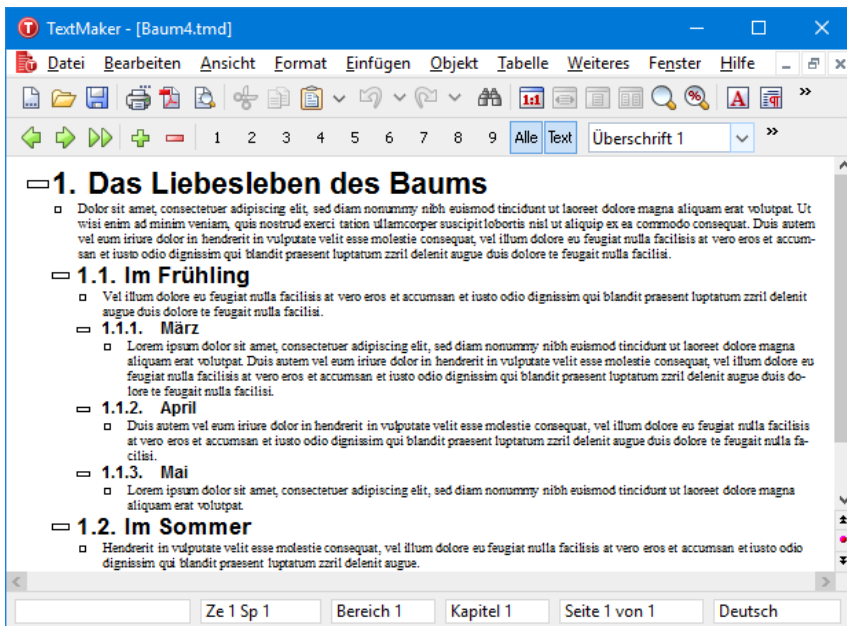 TextMaker - [Baum4.tmd]
Datei Bearbeiten Ansicht Format Einfügen Objekt Tabelle Weiteres Fenster Hilfe
1:1 % A
1 2 3 4 5 6 7 8 9 Alle Text Überschrift 1
1. Das Liebesleben des Baums
Dolor sit amet, consectetuer adipiscing elit, sed diam nonummy nibh euismod tincidunt ut laoreet dolore magna aliquam erat volutpat. Ut
wisi enim ad minim veniam, quis nostrud exerci tation ullamcorper suscipit lobortis nisl ut aliquip ex ea commodo consequat. Duis autem
vel eum iriure dolor in hendrerit in vulputate velit esse molestie consequat, vel illum dolore eu feugiat nulla facilisis at vero eros et accum-
san et iusto odio dignissim qui blandit praesent luptatum zzril delenit augue duis dolore te feugait nulla facilisi.
1.1. Im Frühling
Vel illum dolore eu feugiat nulla facilisis at vero eros et accumsan et iusto odio dignissim qui blandit praesent luptatum zzril delenit
augue duis dolore te feugait nulla facilisi.
1.1.1. März
Lorem ipsum dolor sit amet, consectetuer adipiscing elit, sed diam nonummy nibh euismod tincidunt ut laoreet dolore magna
aliquam erat volutpat. Duis autem vel eum iriure dolor in hendrerit in vulputate velit esse molestie consequat, vel illum dolore eu
feugiat nulla facilisis at vero eros et accumsan et iusto odio dignissim qui blandit praesent luptatum zzril delenit augue duis do-
lore te feugait nulla facilisi.
1.1.2. April
Duis autem vel eum iriure dolor in hendrerit in vulputate velit esse molestie consequat, vel illum dolore eu feugiat nulla facilisis
at vero eros et accumsan et iusto odio dignissim qui blandit praesent luptatum zzril delenit augue duis dolore te feugait nulla fa-
cilisi.
1.1.3. Mai
Lorem ipsum dolor sit amet, consectetuer adipiscing elit, sed diam nonummy nibh euismod tincidunt ut laoreet dolore magna
aliquam erat volutpat.
1.2. Im Sommer
Hendrerit in vulputate velit esse molestie consequat, vel illum dolore eu feugiat nulla facilisis at vero eros et accumsan et iusto odio
dignissim qui blandit praesent luptatum zzril delenit augue.
Ze 1 Sp 1 Bereich 1 Kapitel 1 Seite 1 von 1 Deutsch